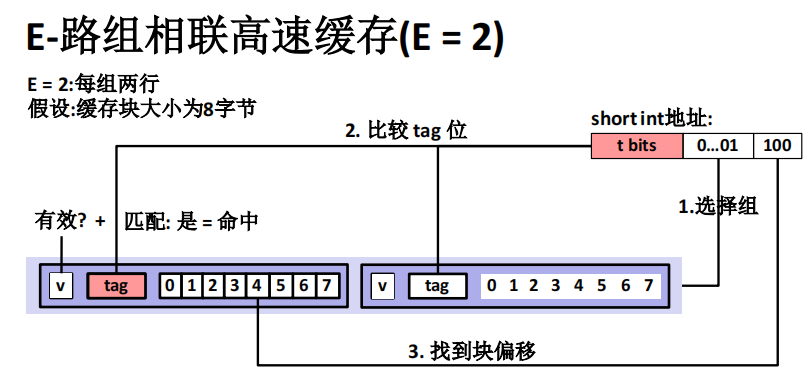 E-路组相联高速缓存(E = 2)
E = 2:每组两行
假设:缓存块大小为8字节
short int地址:
2. 比较 tag 位
t bits 0...01 100
1.选择组
有效? + 匹配: 是 = 命中
v tag 0 1 2 3 4 5 6 7 v tag 0 1 2 3 4 5 6 7
3. 找到块偏移